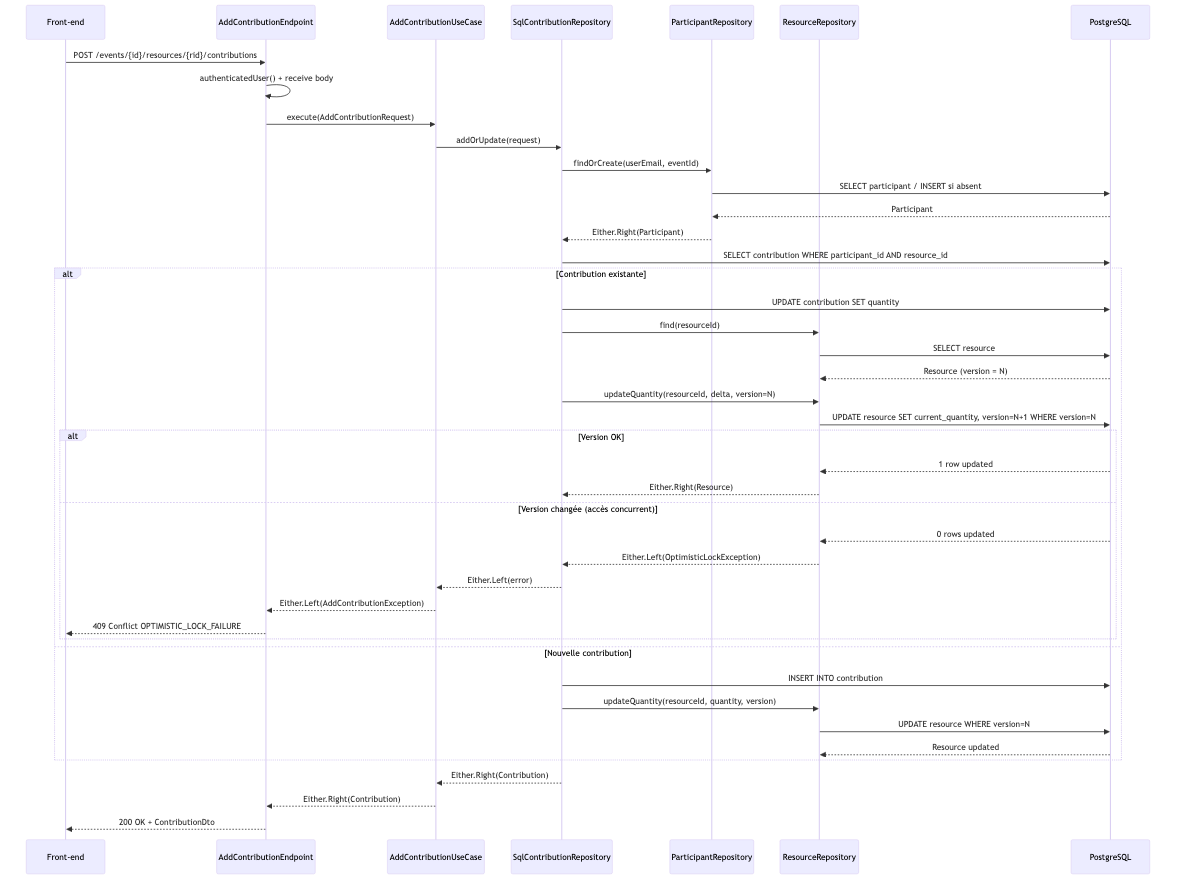 Front-end AddContributionEndpoint AddContributionUseCase SqlContributionRepository ParticipantRepository ResourceRepository PostgreSQL
POST /events/{id}/resources/{rid}/contributions
authenticatedUser() + receive body
execute(AddContributionRequest)
addOrUpdate(request)
findOrCreate(userEmail, eventId)
SELECT participant / INSERT si absent
Participant
Either.Right(Participant)
SELECT contribution WHERE participant_id AND resource_id
alt [Contribution existante]
UPDATE contribution SET quantity
find(resourceId)
SELECT resource
Resource (version = N)
updateQuantity(resourceId, delta, version=N)
UPDATE resource SET current_quantity, version=N+1 WHERE version=N
alt [Version OK]
1 row updated
Either.Right(Resource)
[Version changée (accès concurrent)]
0 rows updated
Either.Left(OptimisticLockException)
Either.Left(error)
Either.Left(AddContributionException)
409 Conflict OPTIMISTIC_LOCK_FAILURE
[Nouvelle contribution]
INSERT INTO contribution
updateQuantity(resourceId, quantity, version)
UPDATE resource WHERE version=N
Resource updated
Either.Right(Contribution)
Either.Right(Contribution)
200 OK + ContributionDto
Front-end AddContributionEndpoint AddContributionUseCase SqlContributionRepository ParticipantRepository ResourceRepository PostgreSQL